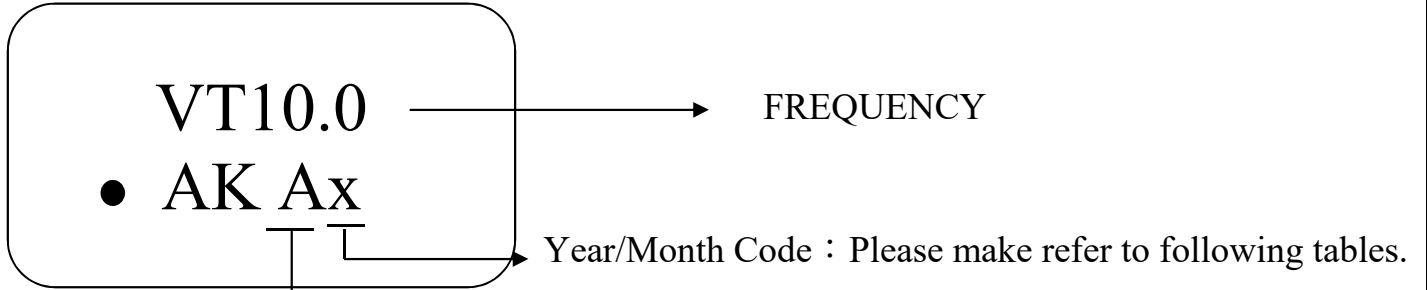 VT10.0
FREQUENCY
● AK Ax
Year/Month Code：Please make refer to following tables.